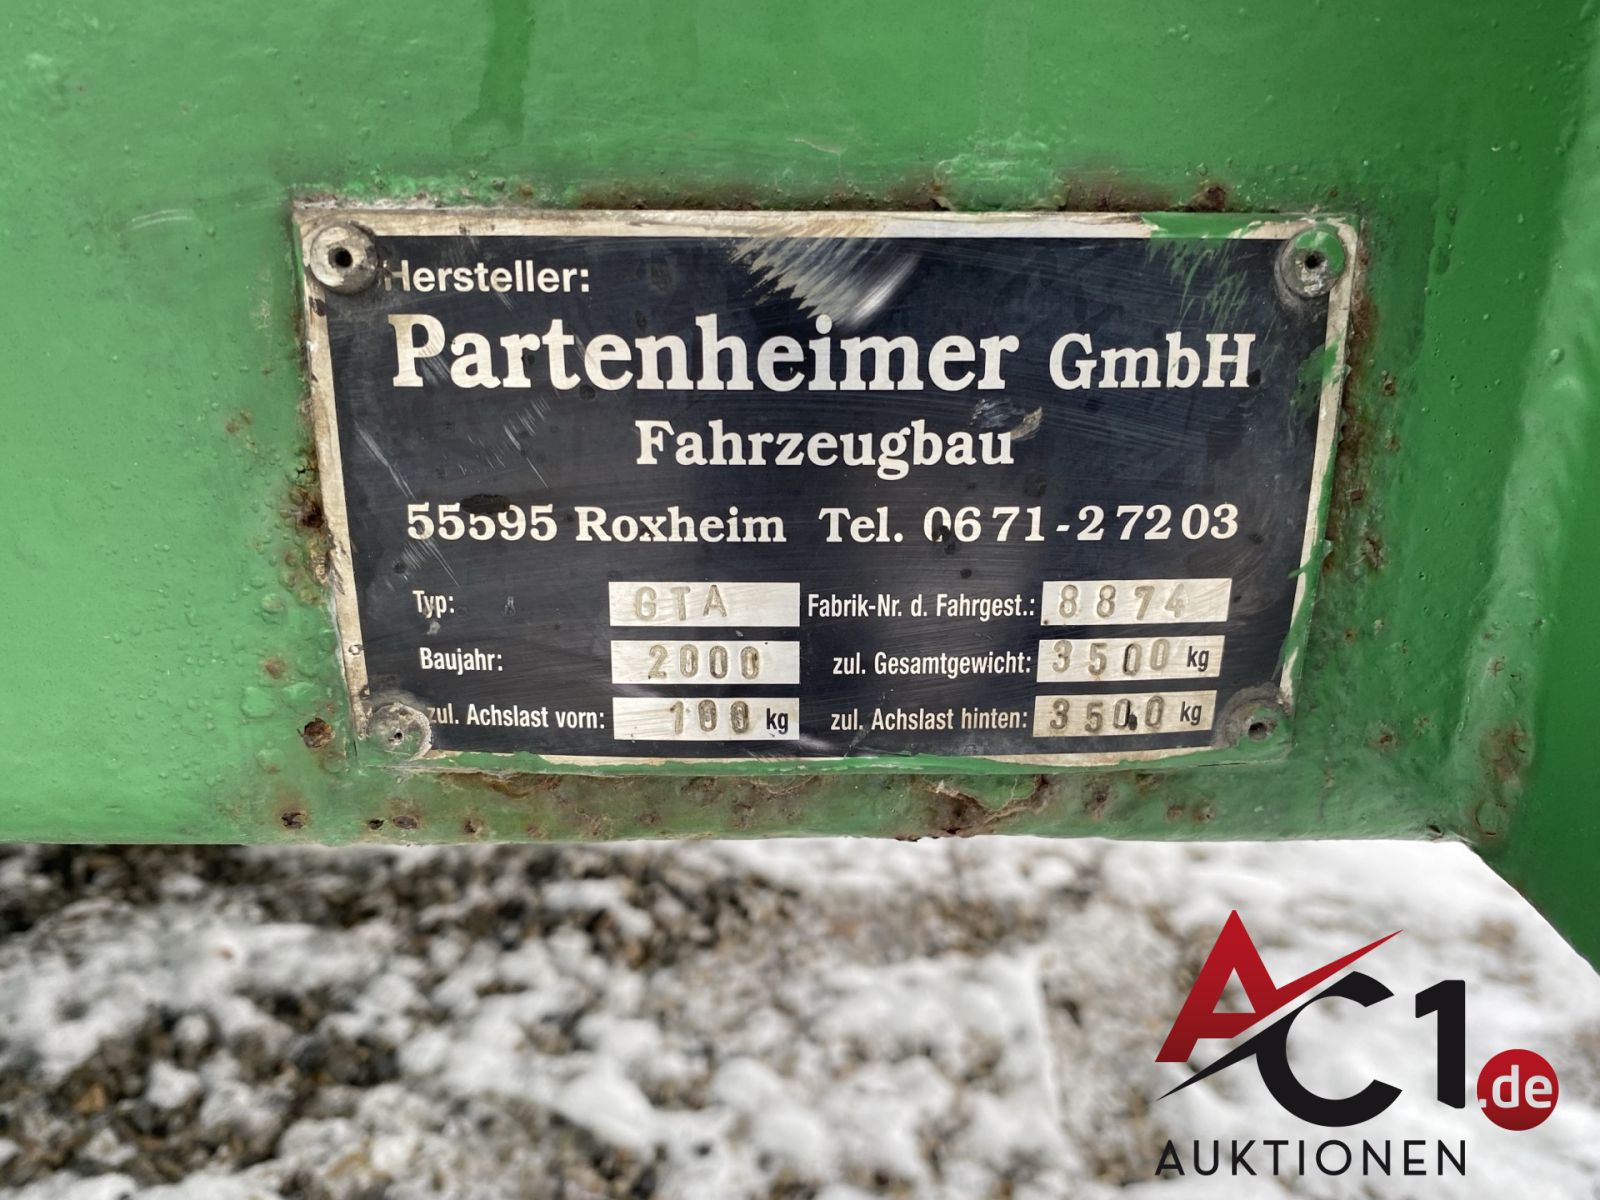 Hersteller:
Partenheimer GmbH
Fahrzeugbau
55595 Roxheim Tel. 0671-27203
Typ: GTA Fabrik-Nr. d. Fahrgest.: 8874
Baujahr: 2000 zul. Gesamtgewicht: 3500 kg
zul. Achslast vorn: 100 kg zul. Achslast hinten: 3500 kg
AC1.de
AUKTIONEN